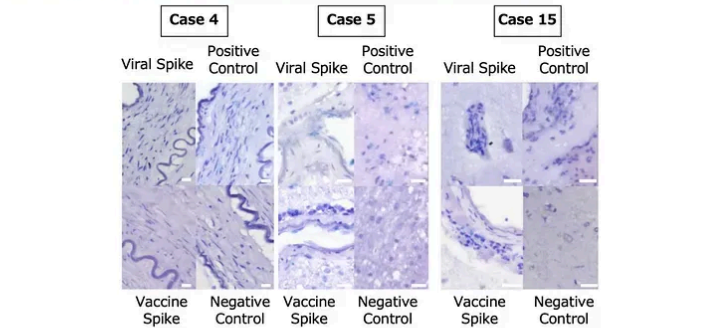 Case 4
Case 5
Case 15
Viral Spike
Positive
Control
Viral Spike
Positive
Control
Viral Spike
Positive
Control
Vaccine
Spike
Negative
Control
Vaccine
Spike
Negative
Control
Vaccine
Spike
Negative
Control